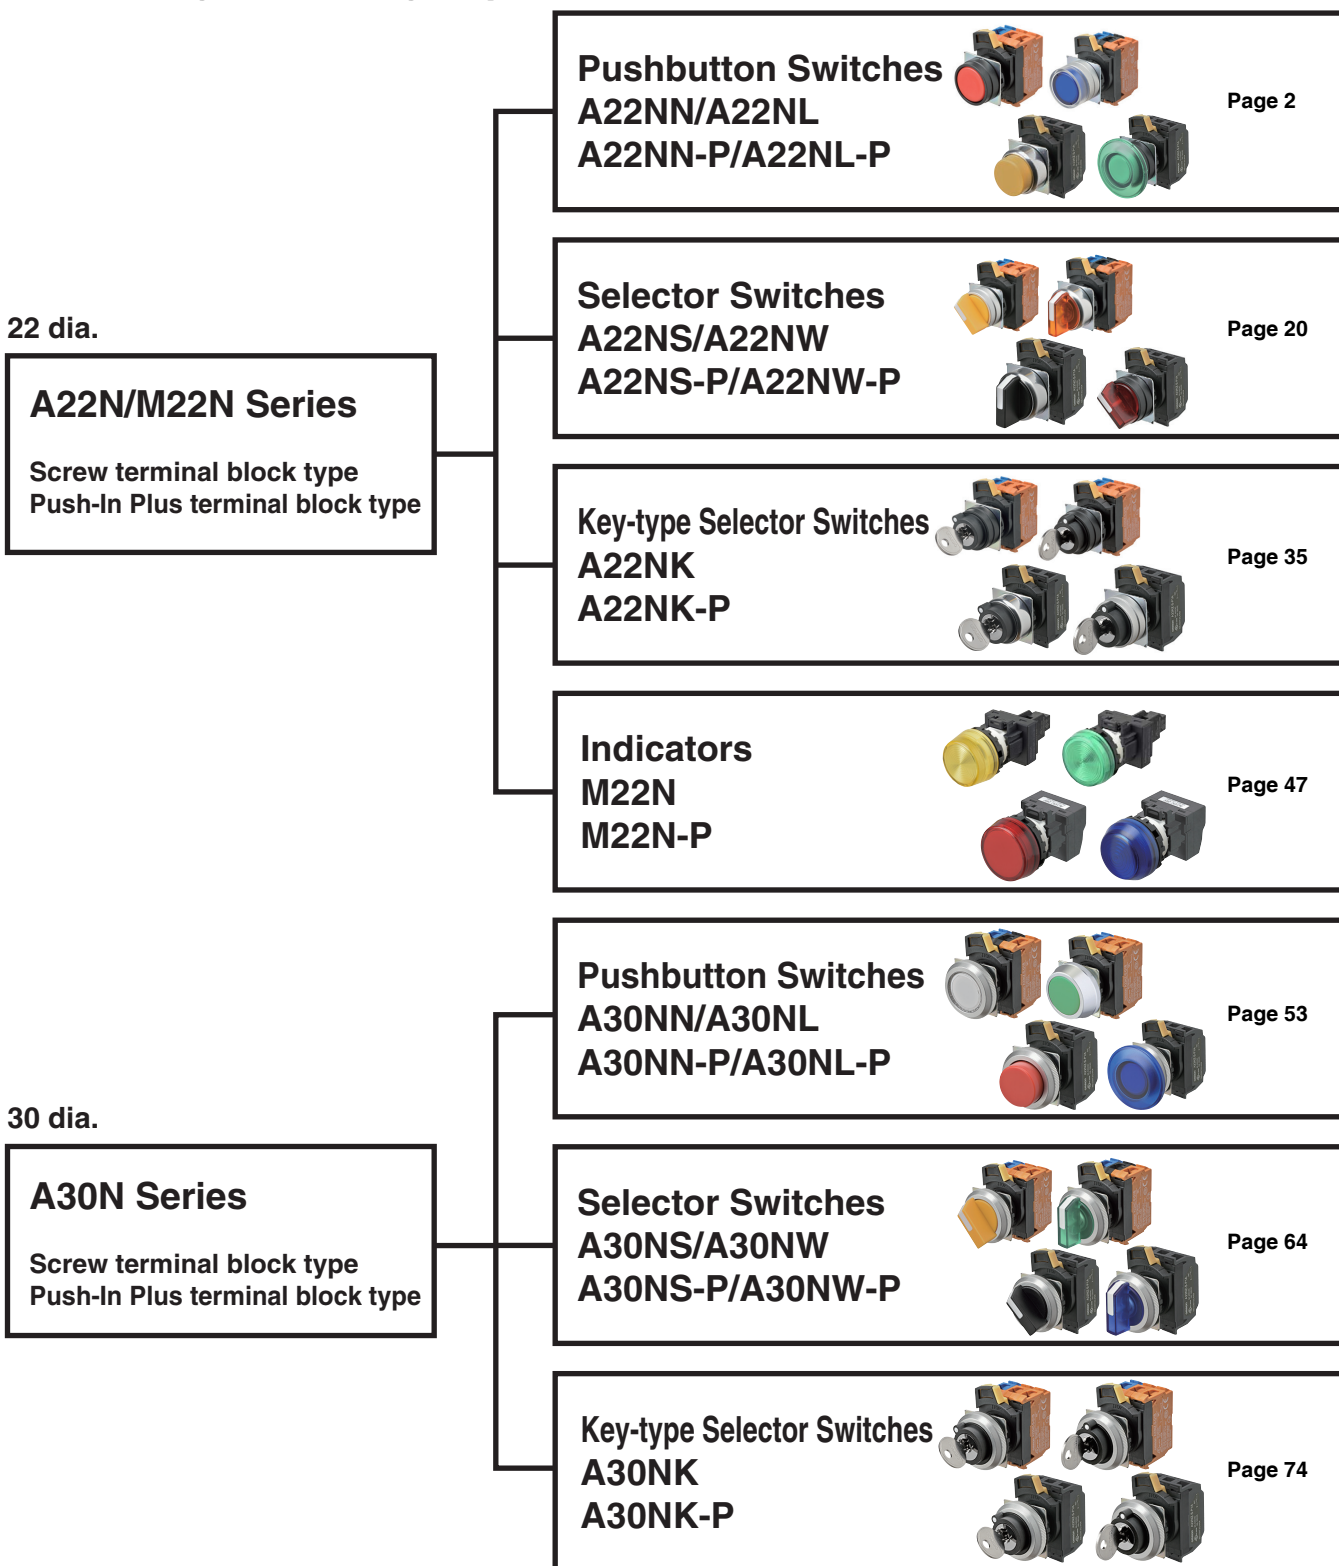 Pushbutton Switches
A22NN/A22NL
A22NN-P/A22NL-P
Page 2
Selector Switches
A22NS/A22NW
A22NS-P/A22NW-P
Page 20
22 dia.
A22N/M22N Series
Screw terminal block type
Push-In Plus terminal block type
Key-type Selector Switches
A22NK
A22NK-P
Page 35
Indicators
M22N
M22N-P
Page 47
Pushbutton Switches
A30NN/A30NL
A30NN-P/A30NL-P
Page 53
30 dia.
A30N Series
Screw terminal block type
Push-In Plus terminal block type
Selector Switches
A30NS/A30NW
A30NS-P/A30NW-P
Page 64
Key-type Selector Switches
A30NK
A30NK-P
Page 74